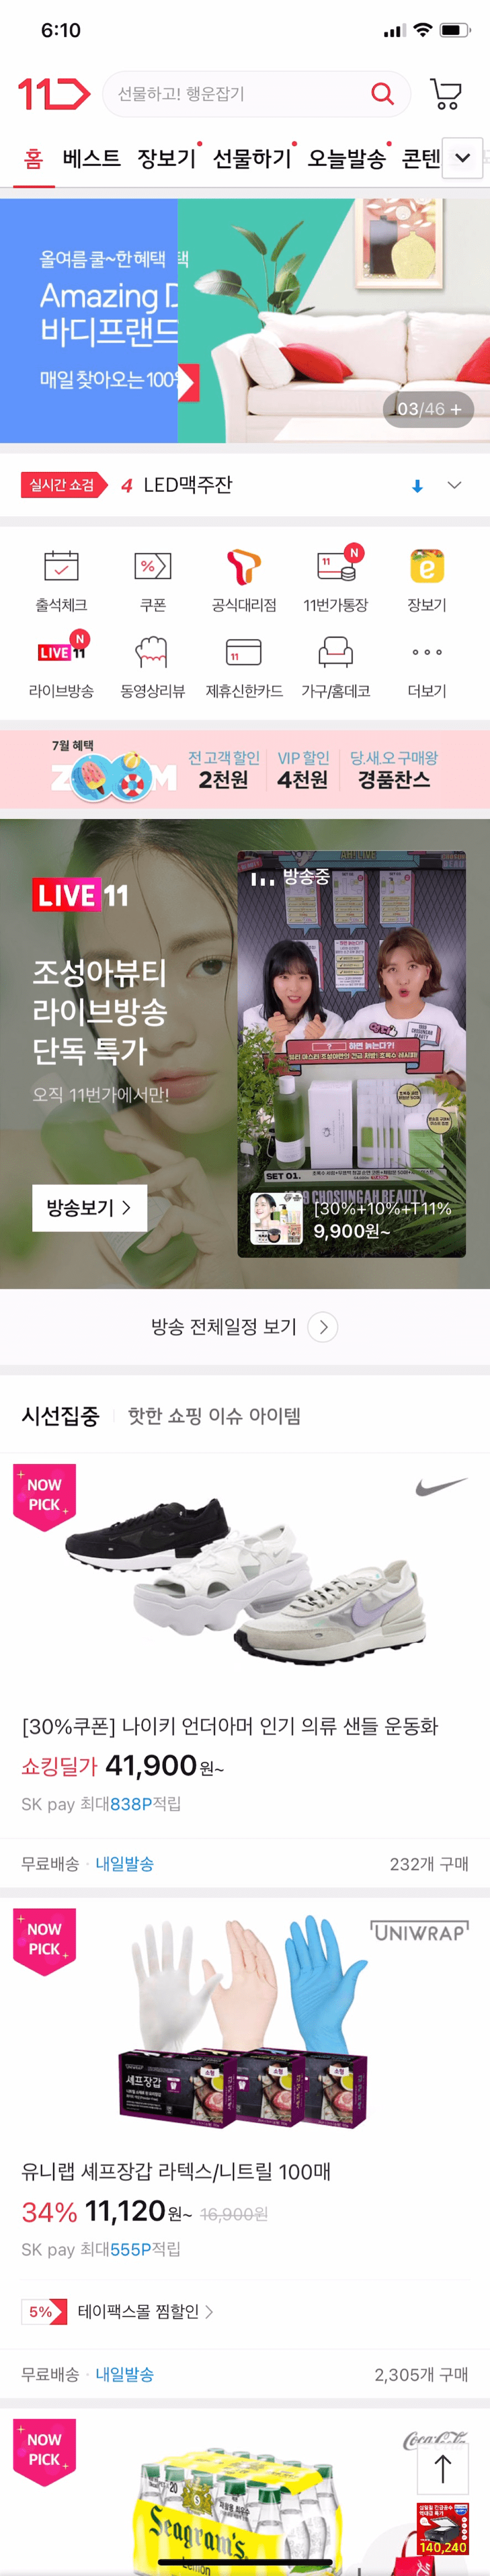 6:10
11
선물하고! 행운잡기
홈 베스트 장보기 선물하기 오늘발송 콘텐
올여름 쿨~한 혜택 택
Amazing D
바디프랜드
매일 찾아오는 100
03/46 +
실시간 쇼검 4 LED맥주잔
% 11 N e
출석체크 쿠폰 공식대리점 11번가통장 장보기
LIVE 11 N 11
라이브방송 동영상리뷰 제휴신한카드 가구/홈데코 더보기
7월 혜택
ZOOM
전 고객 할인 VIP 할인 당.새.오 구매왕
2천원 4천원 경품찬스
LIVE 11
방송중
조성아뷰티
라이브방송
단독 특가
오직 11번가에서만!
SET 01.
CHOSUNGAH BEAUTY
[30%+10%+T11%
9,900원~
방송보기
방송 전체일정 보기
시선집중 핫한 쇼핑 이슈 아이템
NOW
PICK
[30%쿠폰] 나이키 언더아머 인기 의류 샌들 운동화
쇼킹딜가 41,900원~
SK pay 최대838P적립
무료배송 · 내일발송 232개 구매
NOW
PICK
UNIWRAP
셰프장갑
소형
유니랩 셰프장갑 라텍스/니트릴 100매
34% 11,120원~ 16,900원
SK pay 최대555P적립
5% 테이팩스몰 찜할인
무료배송 · 내일발송 2,305개 구매
NOW
PICK
Coca-Cola
20
Seagram's
Lemon
140,240